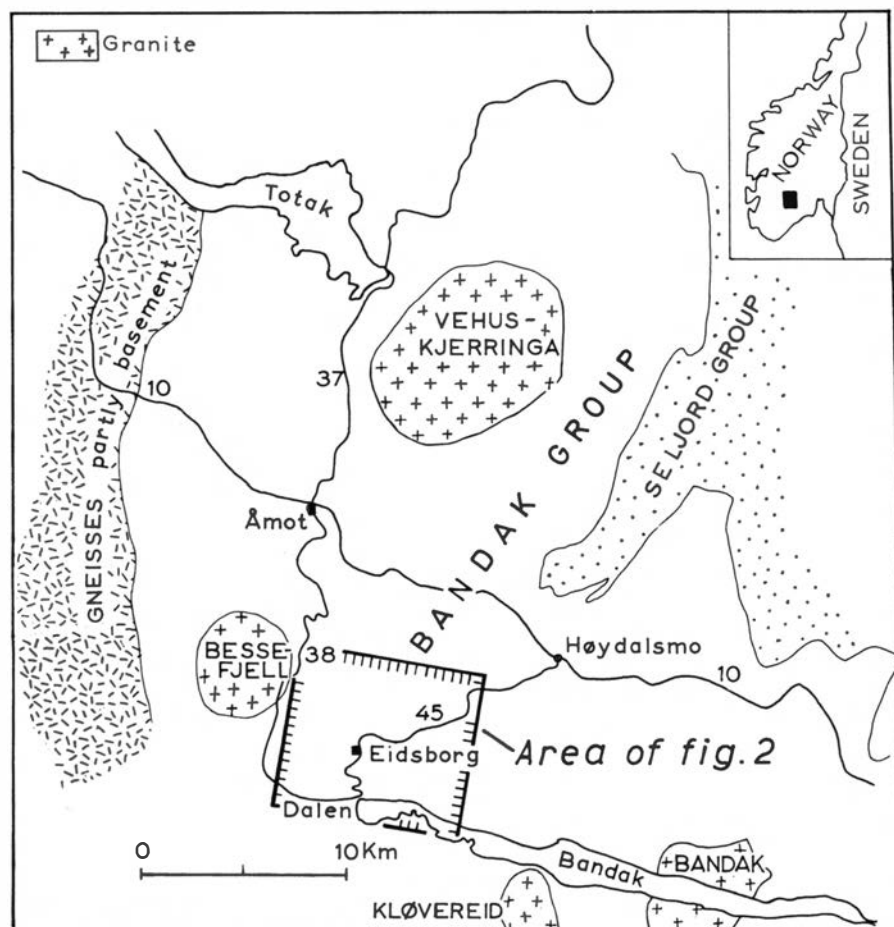 Granite
NORWAY
SWEDEN
Totak
GNEISSES partly basement
VEHUS-
KJERRINGA
37
10
BANDAK GROUP
SELJORD GROUP
Åmot
BESSE-
FJELL
38
Høydalsmo
10
45
Eidsborg
Area of fig.2
Dalen
0 10Km
Bandak
BANDAK
KLØVEREID